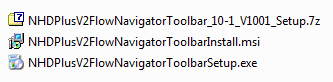 NHDPlusV2FlowNavigatorToolbar_10-1_V1001_Setup.7z
NHDPlusV2FlowNavigatorToolbarInstall.msi
NHDPlusV2FlowNavigatorToolbarSetup.exe